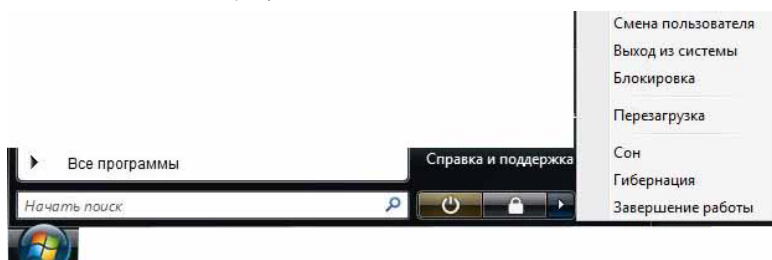 Смена пользователя
Выход из системы
Блокировка
Перезагрузка
Сон
Гибернация
Завершение работы
Справка и поддержка
Все программы
Начать поиск